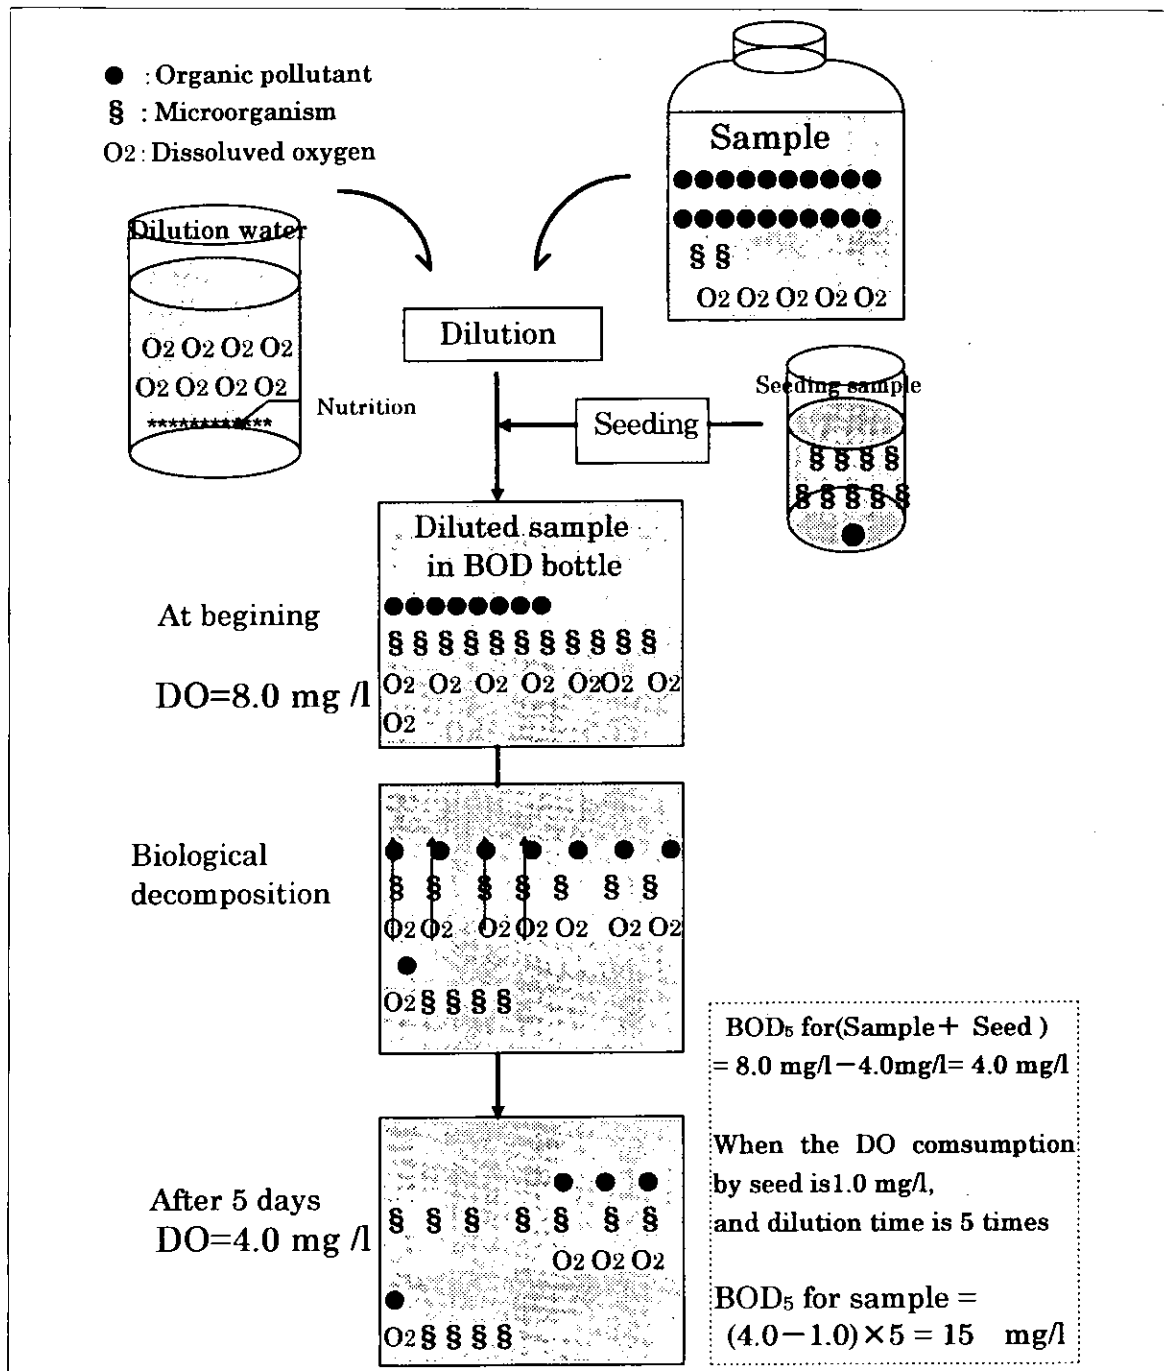 ● : Organic pollutant
§ : Microorganism
O2 : Dissoluved oxygen
Sample
●●●●●●●●●●
●●●●●●●●●●
§ §
O2 O2 O2 O2 O2
Dilution water
O2 O2 O2 O2
O2 O2 O2 O2
************
Nutrition
Dilution
Seeding
Seeding sample
§ § § §
§ § § § §
●
Diluted sample
in BOD bottle
●●●●●●●●
§ § § § § § § § § § §
O2 O2 O2 O2 O2O2 O2
O2
At begining
DO=8.0 mg /l
Biological
decomposition
● ● ● ● ● ● ●
§ § § § § § §
O2 O2 O2 O2 O2 O2 O2
●
O2 § § § §
After 5 days
DO=4.0 mg /l
● ● ●
§ § § § § § §
O2 O2 O2
●
O2 § § § §
BOD₅ for(Sample+ Seed )
= 8.0 mg/l−4.0mg/l= 4.0 mg/l
When the DO comsumption
by seed is1.0 mg/l,
and dilution time is 5 times
BOD₅ for sample =
(4.0−1.0)×5 = 15 mg/l